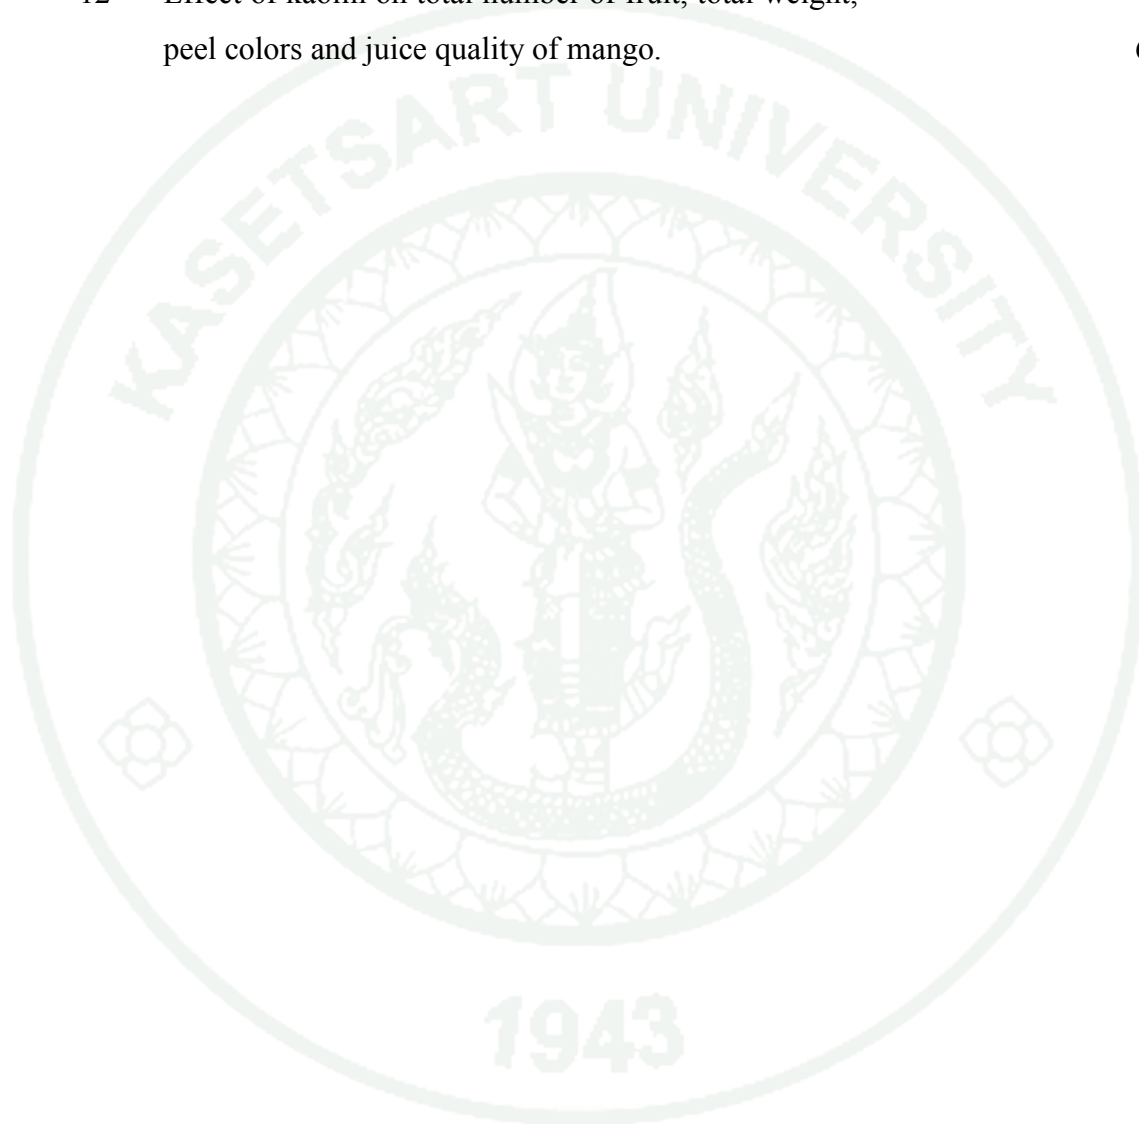 12 Effect of kaolin on total number of fruit, total weight,
peel colors and juice quality of mango.
KASETSART UNIVERSITY
1943